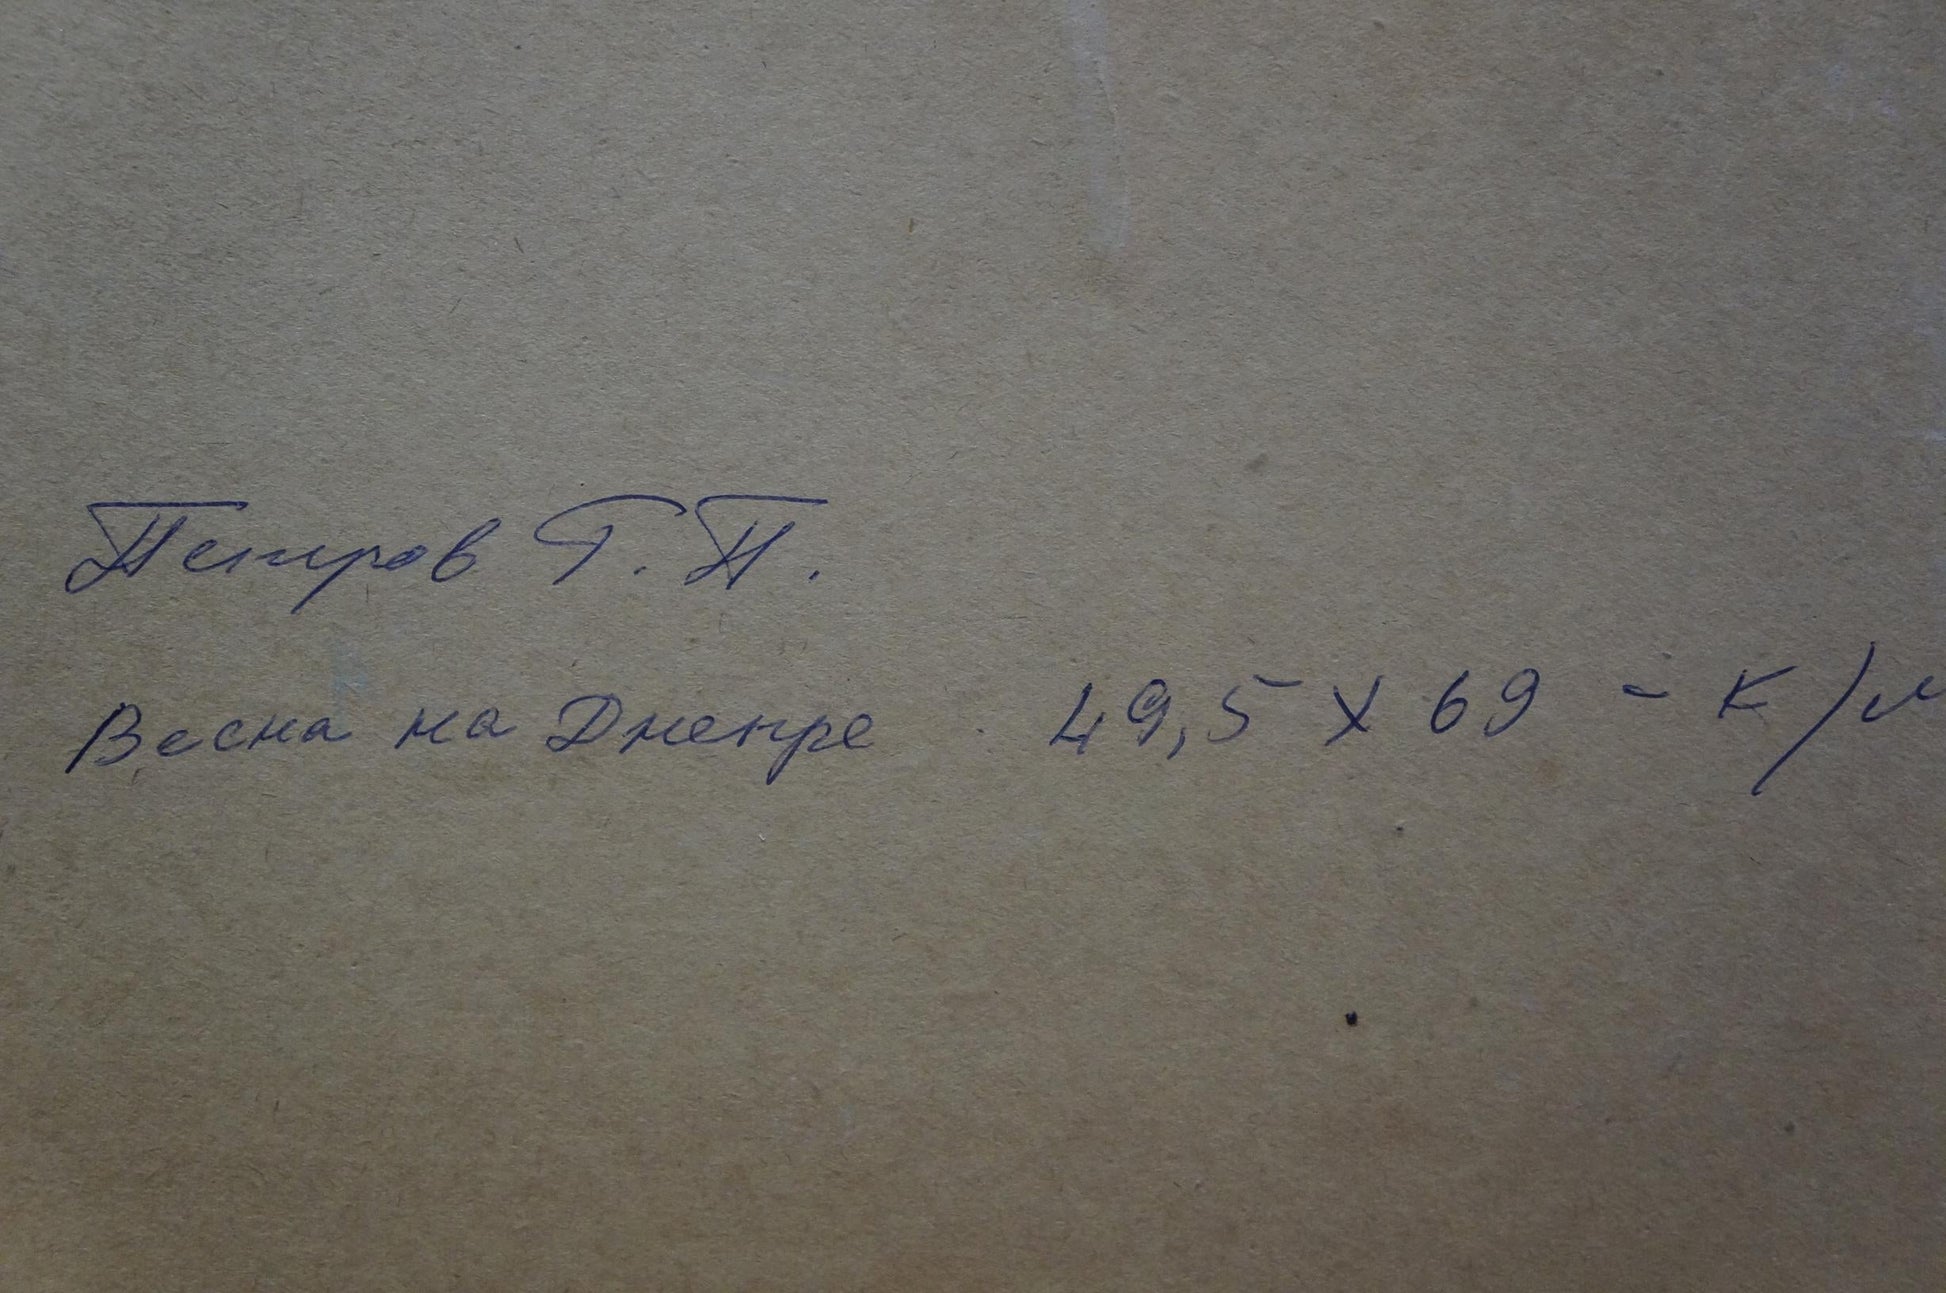 Петров Г.П.
Весна на Днепре 49,5 х 69 - к/м